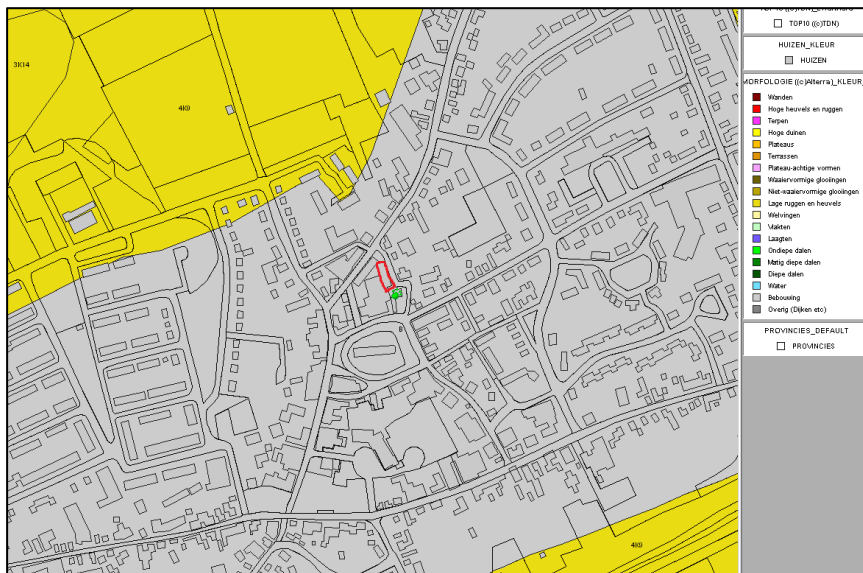 3K14
4K9
B
4K9
TOP10 ((c)TDN)
HUIZEN_KLEUR
HUIZEN
MORFOLOGIE ((c)Alterra)_KLEUR
Wanden
Hoge heuvels en ruggen
Terpen
Hoge duinen
Plateaus
Terrassen
Plateau-achtige vormen
Waaiervormige glooiingen
Niet-waaiervormige glooiingen
Lage ruggen en heuvels
Welvingen
Vlakten
Laagten
Ondiepe dalen
Matig diepe dalen
Diepe dalen
Water
Bebouwing
Overig (Dijken etc)
PROVINCIES_DEFAULT
PROVINCIES